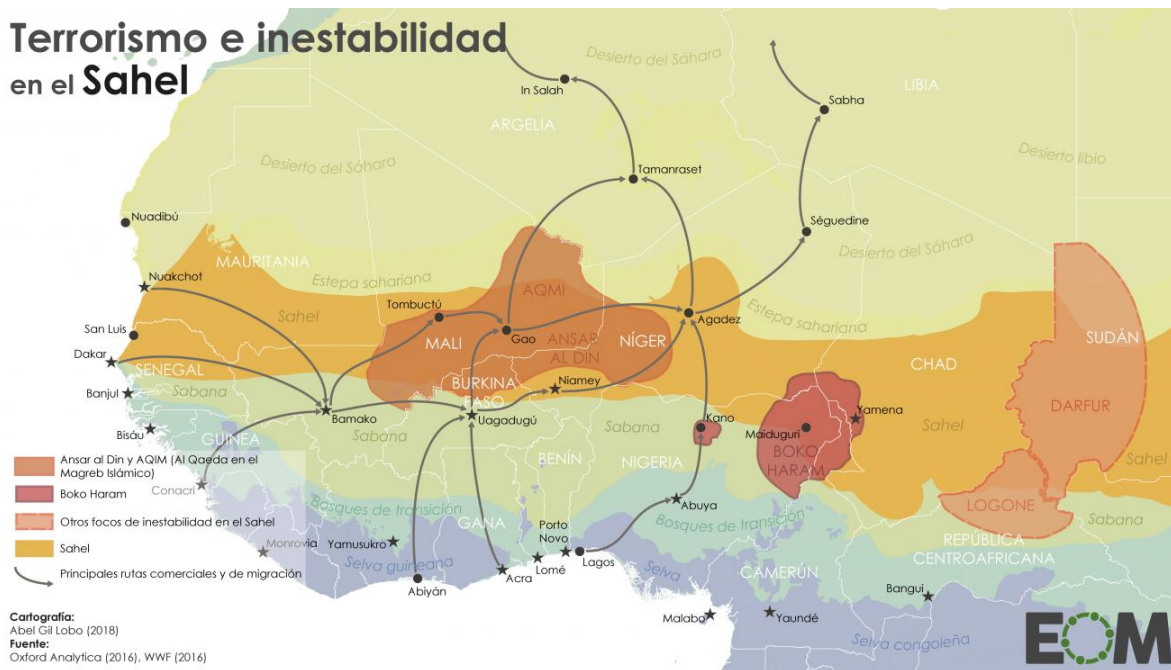 Terrorismo e inestabilidad
en el Sahel
Desierto del Sáhara
In Salah
LIBIA
Sabha
ARGELIA
Desierto del Sáhara
Desierto libio
Tamanraset
Nuadibú
Séguedine
Desierto del Sáhara
MAURITANIA
Nuakchot
Estepa sahariana
AQMI
Estepa sahariana
Tombuctú
Agadez
Sahel
San Luis
MALI
Gao
ANSAR
AL DIN
NÍGER
SUDÁN
Dakar
SENEGAL
CHAD
BURKINA
FASO
Niamey
Banjul
Sabana
DARFUR
Bamako
Uagadugú
Kano
Yamena
Bisáu
GUINEA
Sabana
Sabana
Maiduguri
Sahel
BOKO
HARAM
BENÍN
NIGERIA
Sahel
Ansar al Din y AQIM (Al Qaeda en el
Magreb Islámico)
Conacri
Boko Haram
Abuya
LOGONE
Sabana
Otros focos de inestabilidad en el Sahel
Bosques de transición
GANA
Porto
Novo
Bosques de transición
REPÚBLICA
CENTROAFRICANA
Sahel
Monrovia
Yamusukro
Selva guineana
Lomé
Lagos
Principales rutas comerciales y de migración
Acra
Selva
CAMERÚN
Abiyán
Bangui
Malabo
Yaundé
Selva congoleña
Cartografía:
Abel Gil Lobo (2018)
Fuente:
Oxford Analytica (2016), WWF (2016)
EOM